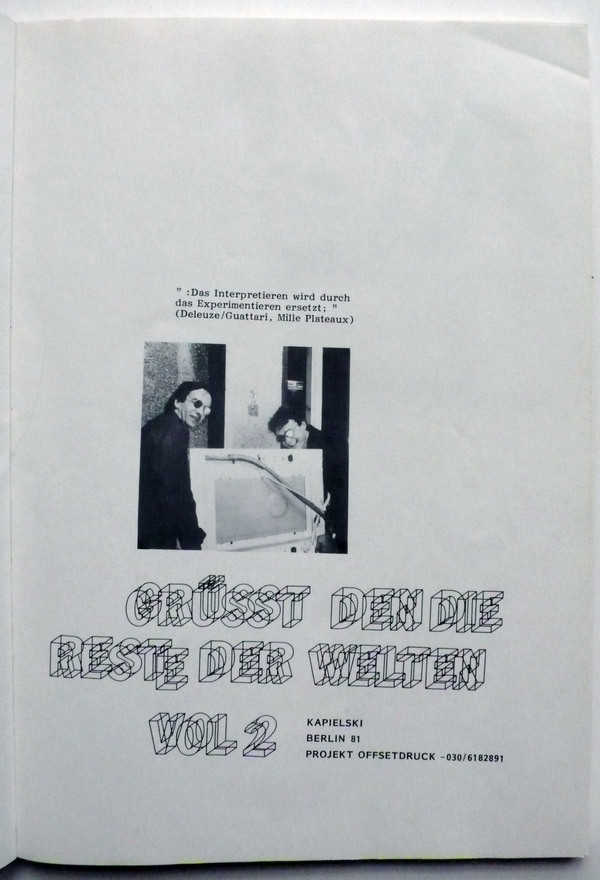 " :Das Interpretieren wird durch
das Experimentieren ersetzt; "
(Deleuze/Guattari, Mille Plateaux)
GRÜSST DEN DIE
RESTE DER WELTEN
VOL 2
KAPIELSKI
BERLIN 81
PROJEKT OFFSETDRUCK -030/6182891